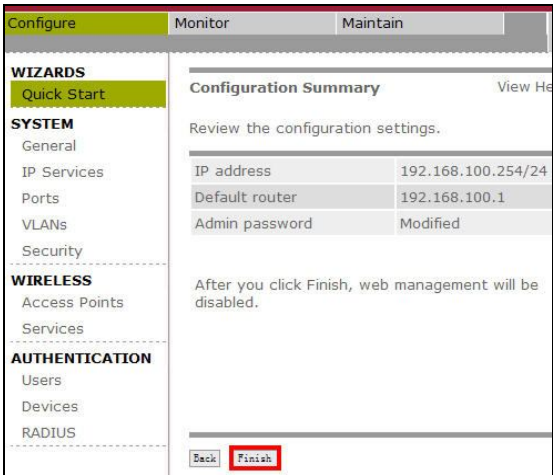 Configure Monitor Maintain
WIZARDS
Quick Start
SYSTEM
General
IP Services
Ports
VLANs
Security
WIRELESS
Access Points
Services
AUTHENTICATION
Users
Devices
RADIUS
Configuration Summary View He
Review the configuration settings.
IP address 192.168.100.254/24
Default router 192.168.100.1
Admin password Modified
After you click Finish, web management will be
disabled.
Back Finish